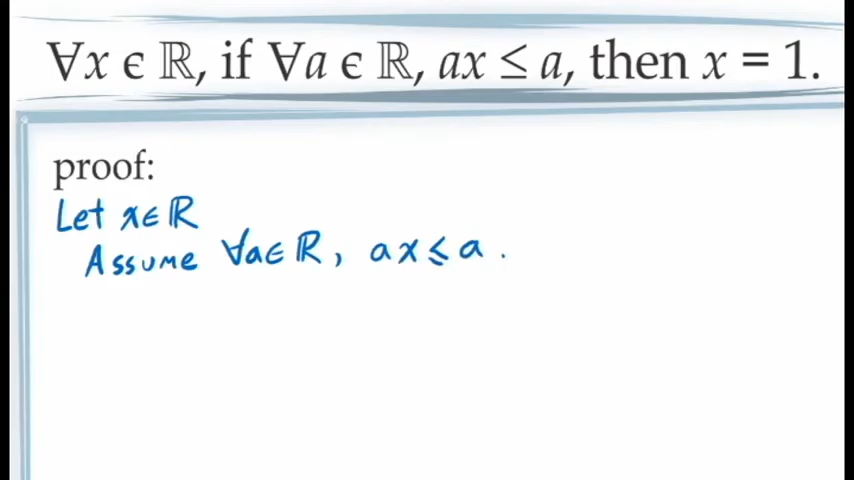 ∀x ϵ ℝ, if ∀a ϵ ℝ, ax ≤ a, then x = 1.
proof:
Let x∈ℝ
Assume ∀a∈ℝ, ax≤a.